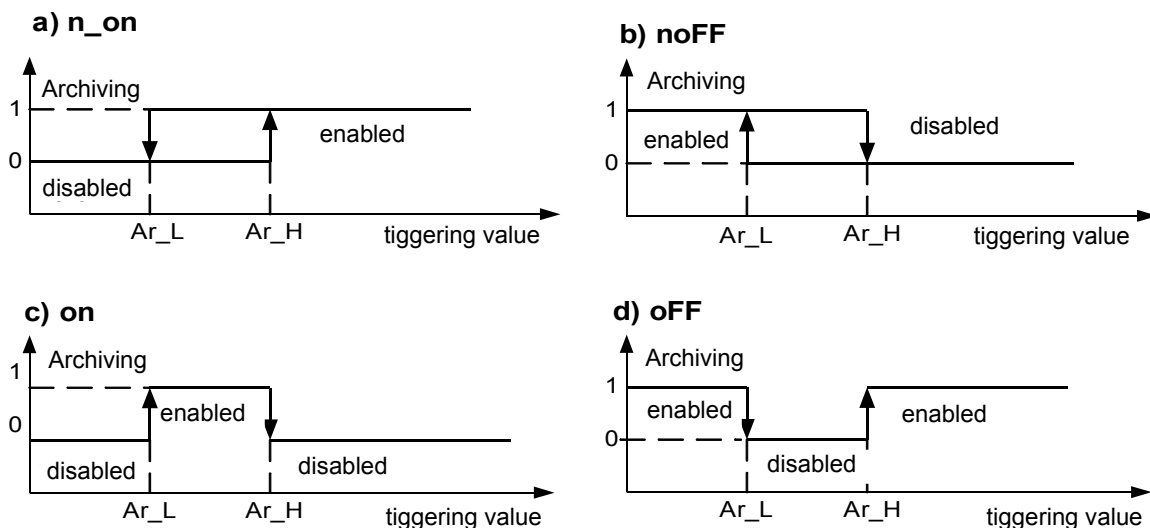 a) n_on
Archiving
1
enabled
0
disabled
Ar_L
Ar_H
tiggering value
b) noFF
Archiving
1
enabled
disabled
0
Ar_L
Ar_H
tiggering value
c) on
Archiving
1
enabled
0
disabled
disabled
Ar_L
Ar_H
tiggering value
d) oFF
Archiving
1
enabled
enabled
0
disabled
Ar_L
Ar_H
tiggering value